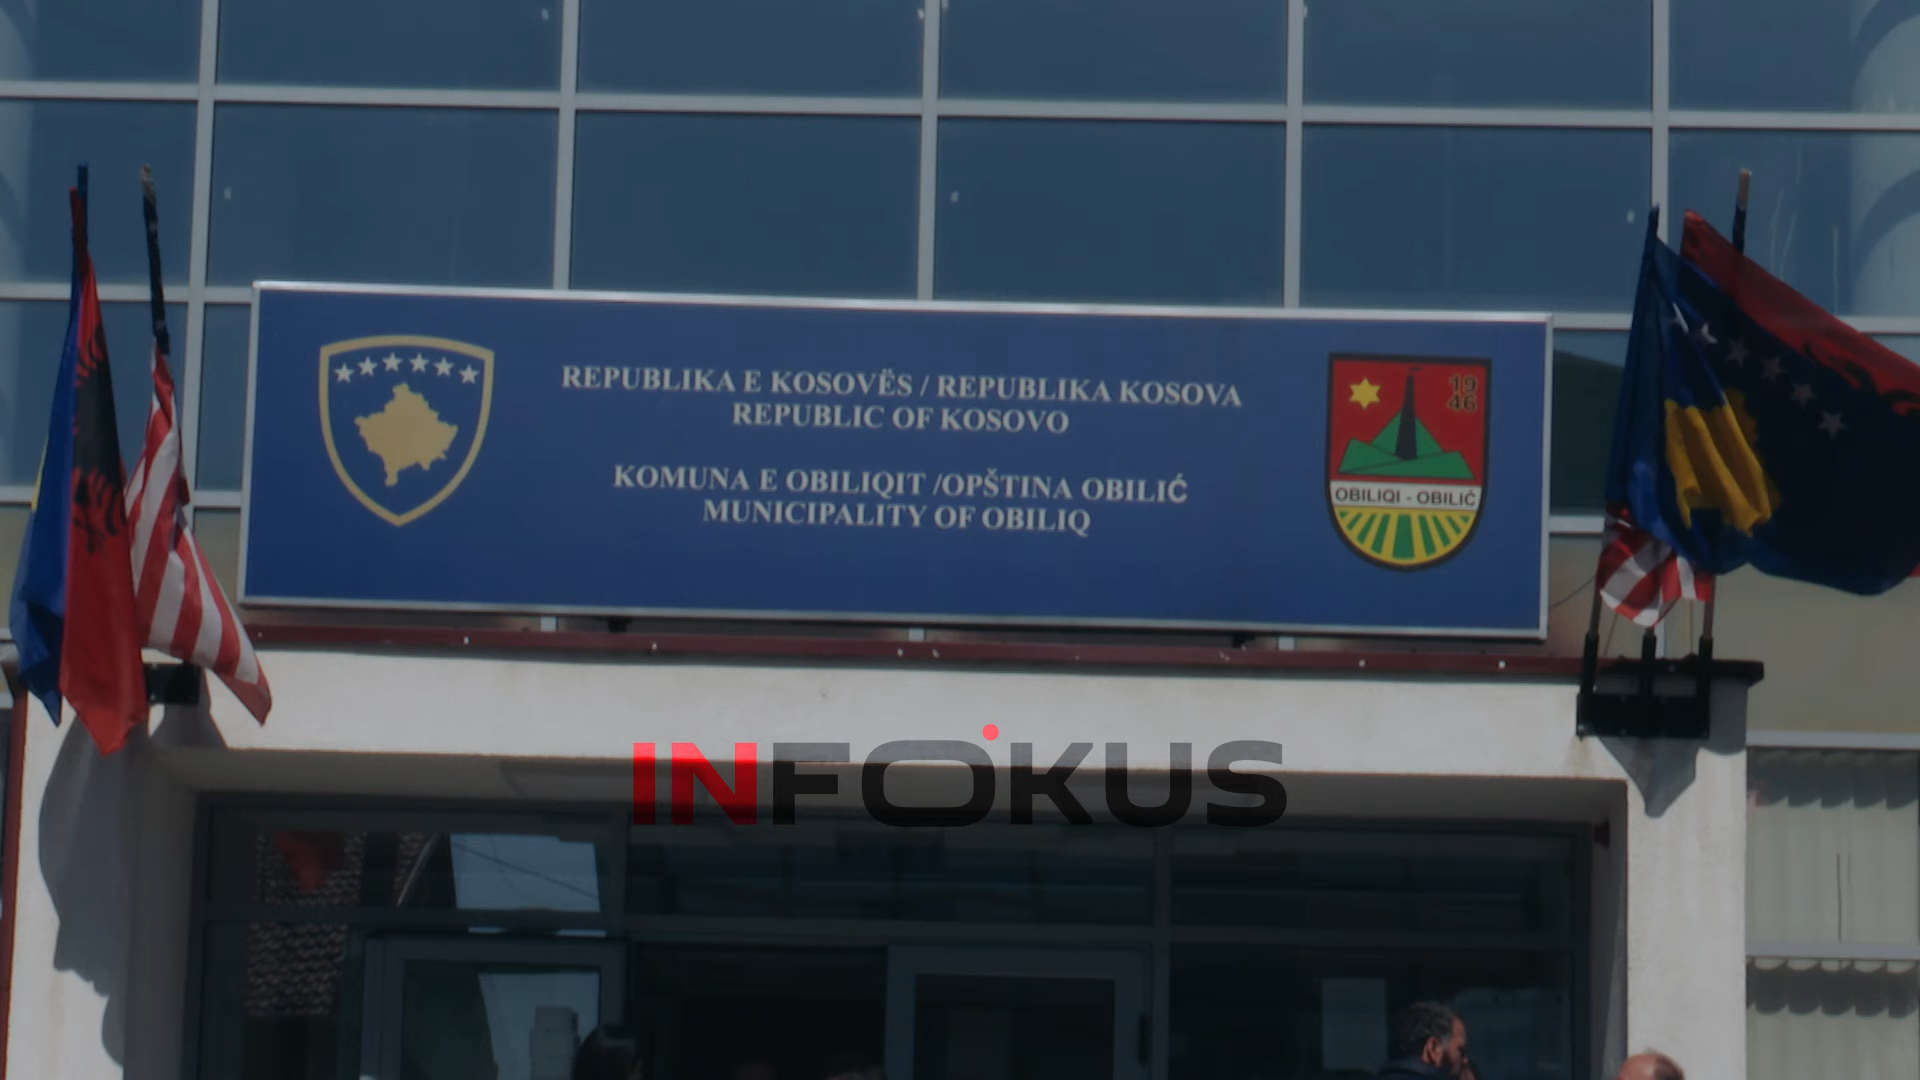 REPUBLIKA E KOSOVËS / REPUBLIKA KOSOVA
REPUBLIC OF KOSOVO
KOMUNA E OBILIQIT /OPŠTINA OBILIĆ
MUNICIPALITY OF OBILIQ
19
46
OBILIQI - OBILIĆ
INFOKUS